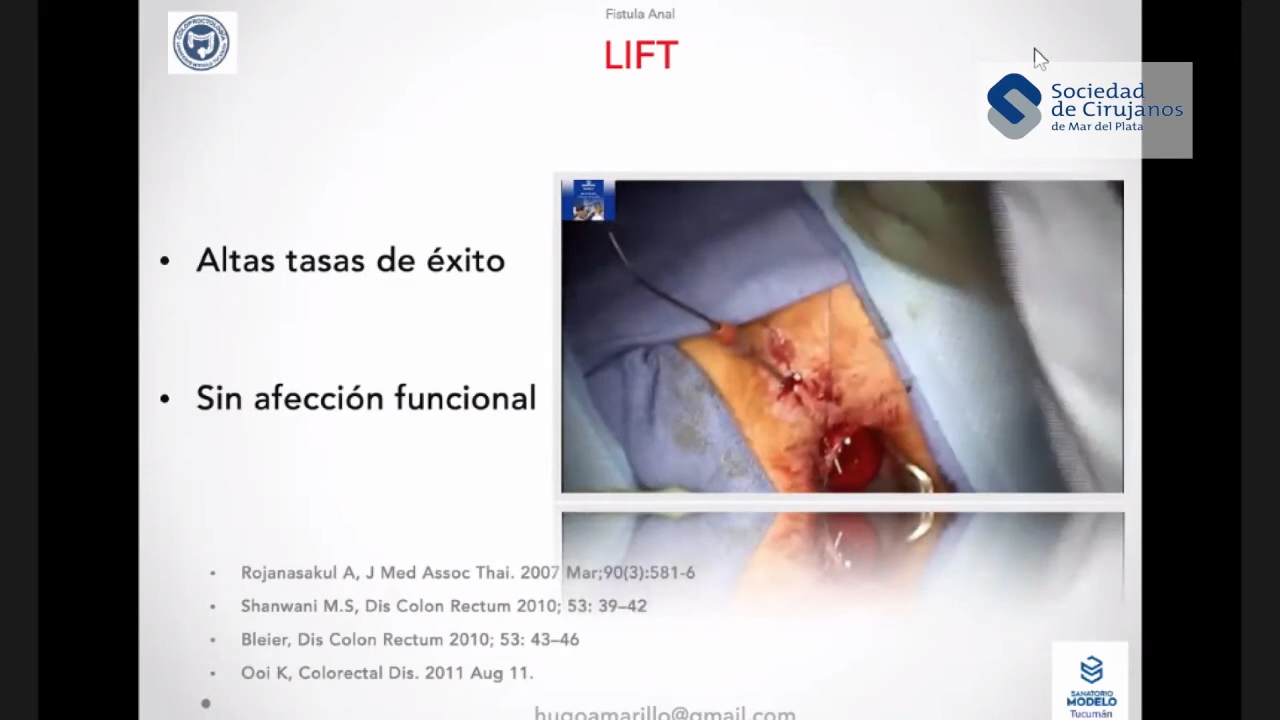 Fistula Anal
LIFT
Sociedad
de Cirujanos
de Mar del Plata
• Altas tasas de éxito
• Sin afección funcional
• Rojanasakul A, J Med Assoc Thai. 2007 Mar;90(3):581-6
• Shanwani M.S, Dis Colon Rectum 2010; 53: 39–42
• Bleier, Dis Colon Rectum 2010; 53: 43–46
• Ooi K, Colorectal Dis. 2011 Aug 11.
•
hugoamarillo@gmail.com
SANATORIO
MODELO
Tucumán